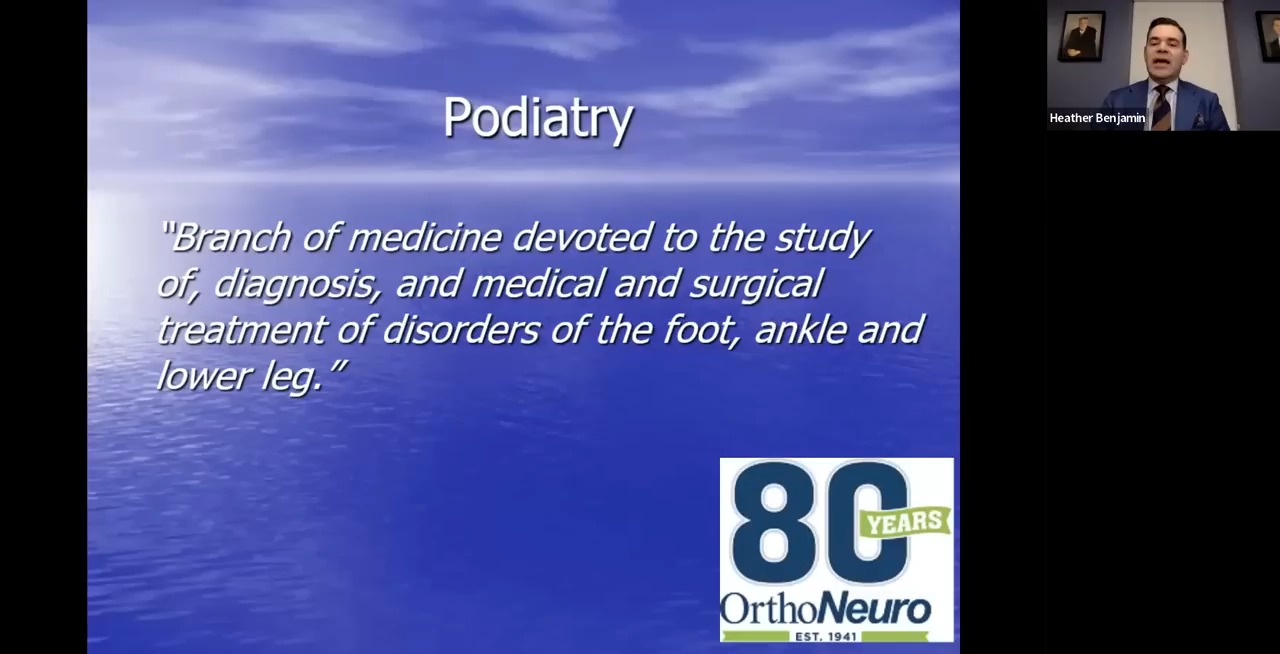 Podiatry
“Branch of medicine devoted to the study
of, diagnosis, and medical and surgical
treatment of disorders of the foot, ankle and
lower leg.”
80
YEARS
OrthoNeuro
EST. 1941
Heather Benjamin